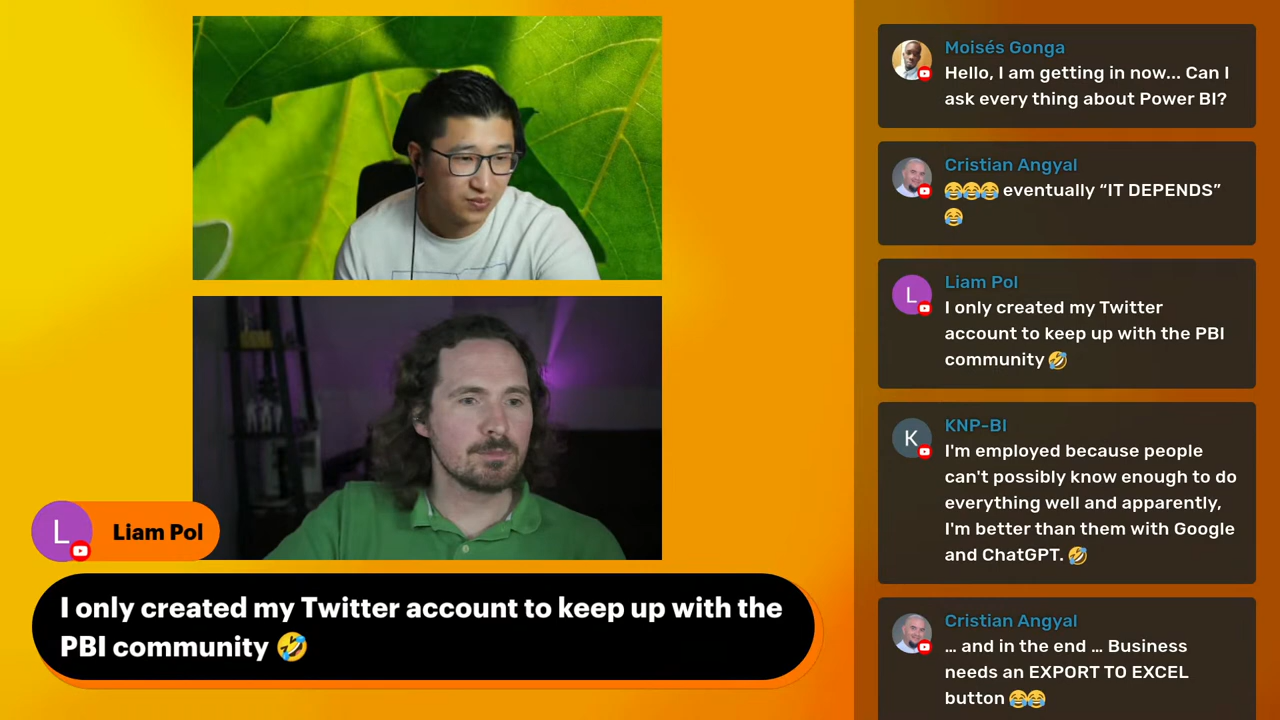 Moisés Gonga
Hello, I am getting in now... Can I
ask every thing about Power BI?
Cristian Angyal
😂😂😂 eventually “IT DEPENDS”
😂
L
Liam Pol
I only created my Twitter
account to keep up with the PBI
community 🤣
K
KNP-BI
I'm employed because people
can't possibly know enough to do
everything well and apparently,
I'm better than them with Google
and ChatGPT. 🤣
Cristian Angyal
... and in the end ... Business
needs an EXPORT TO EXCEL
button 😂😂
L
Liam Pol
I only created my Twitter account to keep up with the
PBI community 🤣